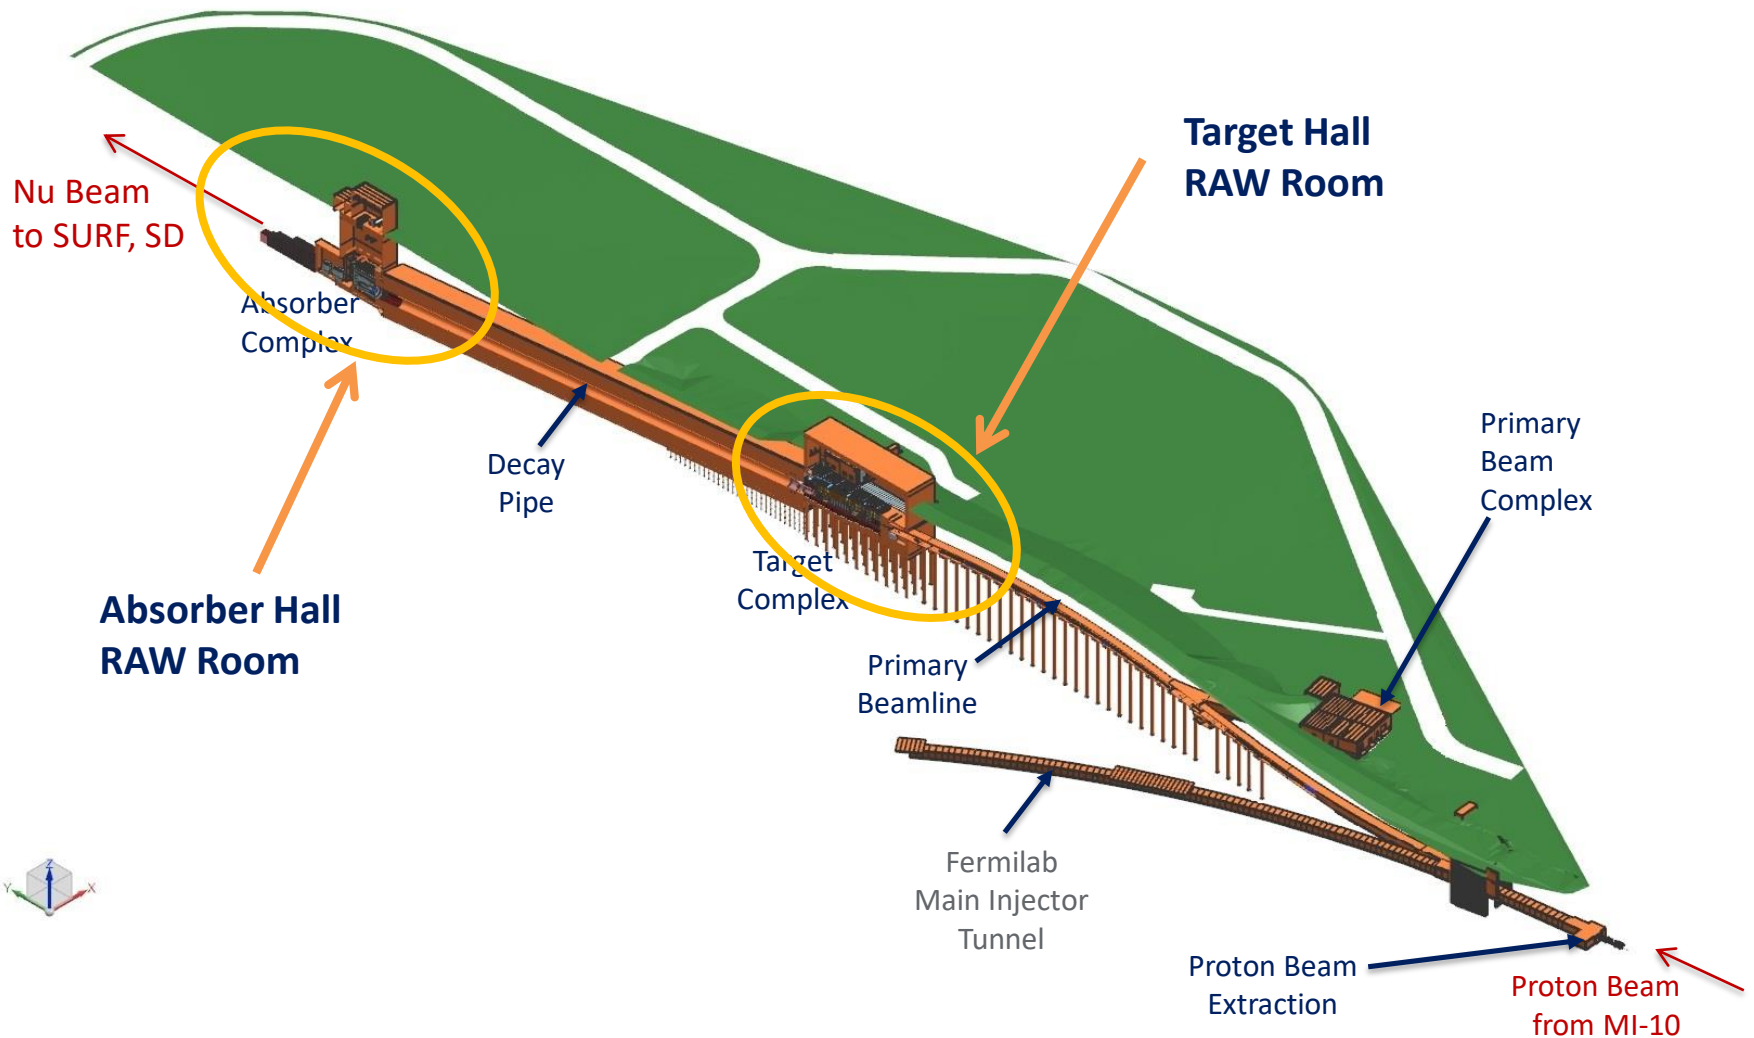 Target Hall
RAW Room
Nu Beam
to SURF, SD
Absorber
Complex
Primary
Beam
Complex
Decay
Pipe
Target
Complex
Absorber Hall
RAW Room
Primary
Beamline
Fermilab
Main Injector
Tunnel
Proton Beam
Extraction
Proton Beam
from MI-10
Z
Y
X